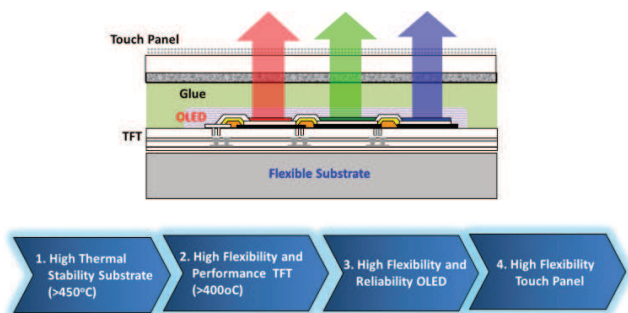 Touch Panel
Glue
OLED
TFT
Flexible Substrate
1. High Thermal
Stability Substrate
(>450°C)
2. High Flexibility and
Performance TFT
(>400oC)
3. High Flexibility and
Reliability OLED
4. High Flexibility
Touch Panel